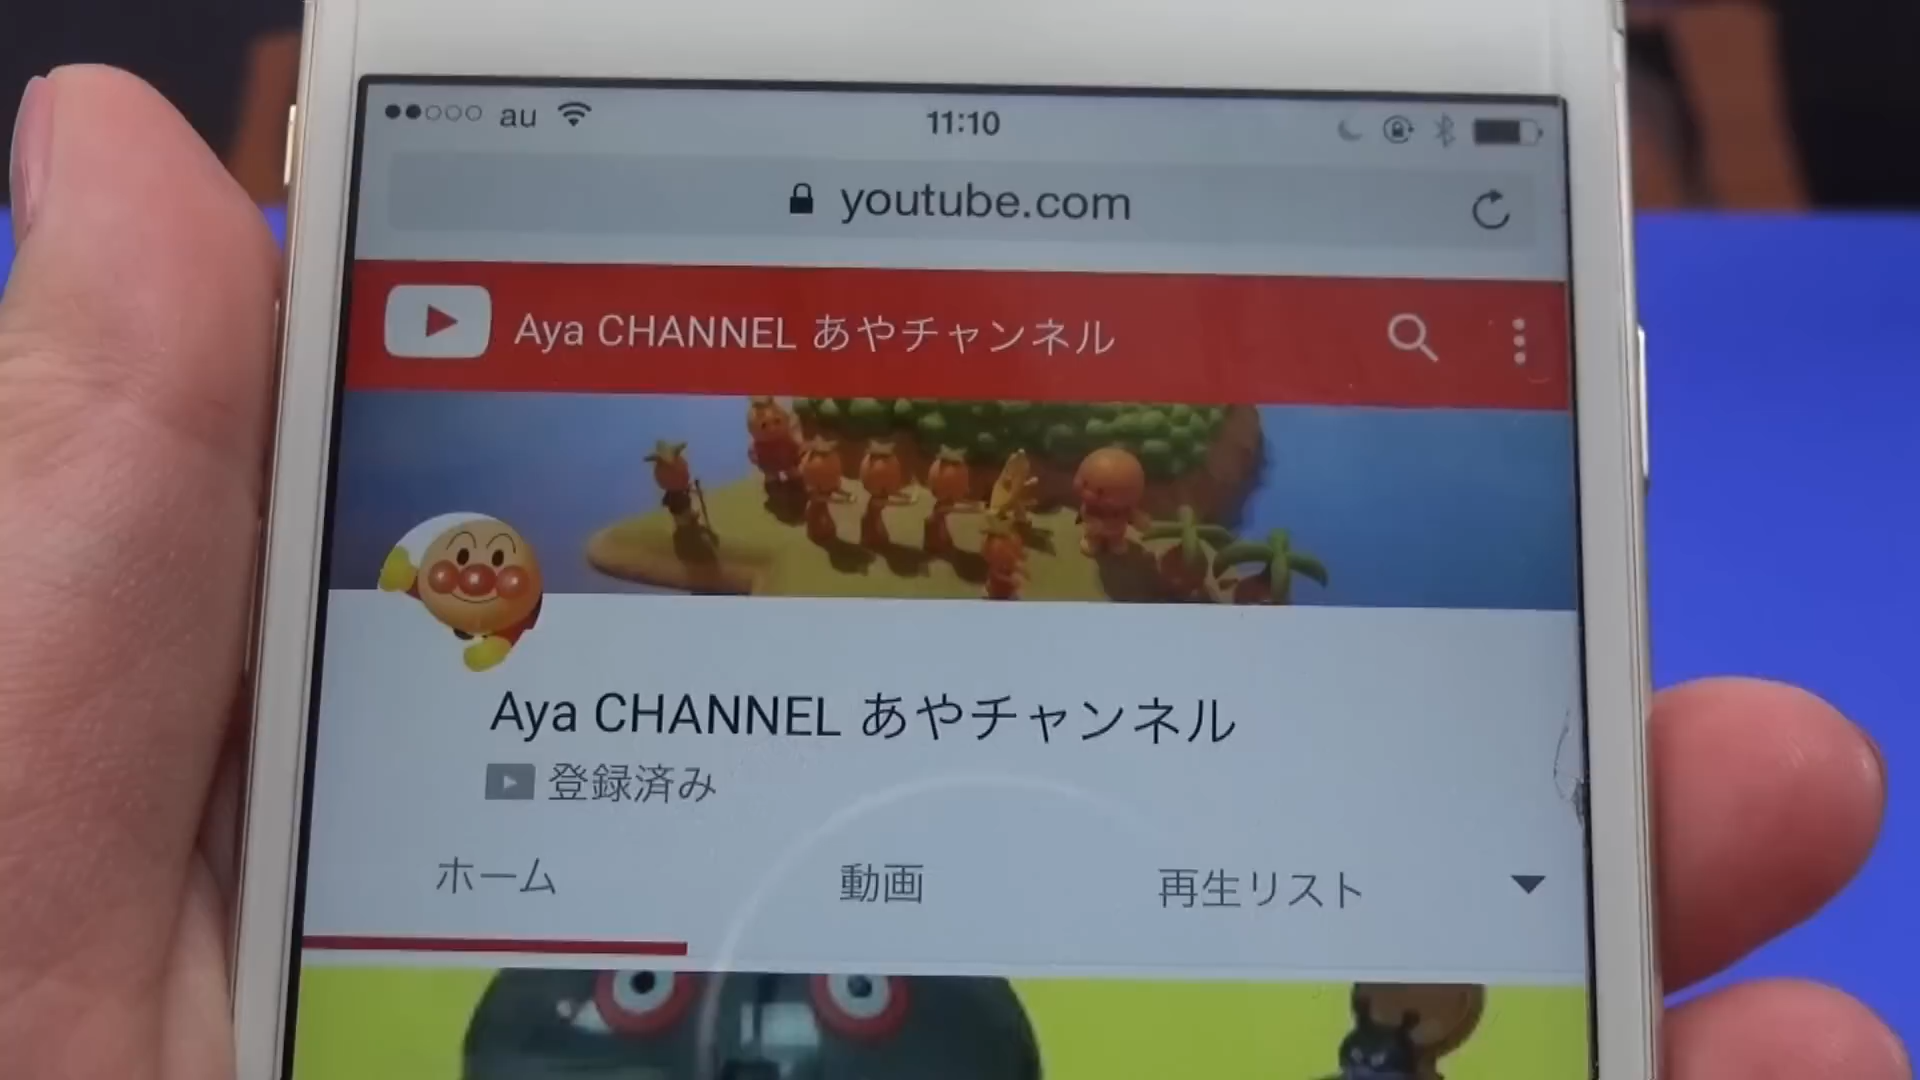 au 11:10
youtube.com
Aya CHANNEL あやチャンネル
Aya CHANNEL あやチャンネル
登録済み
ホーム 動画 再生リスト